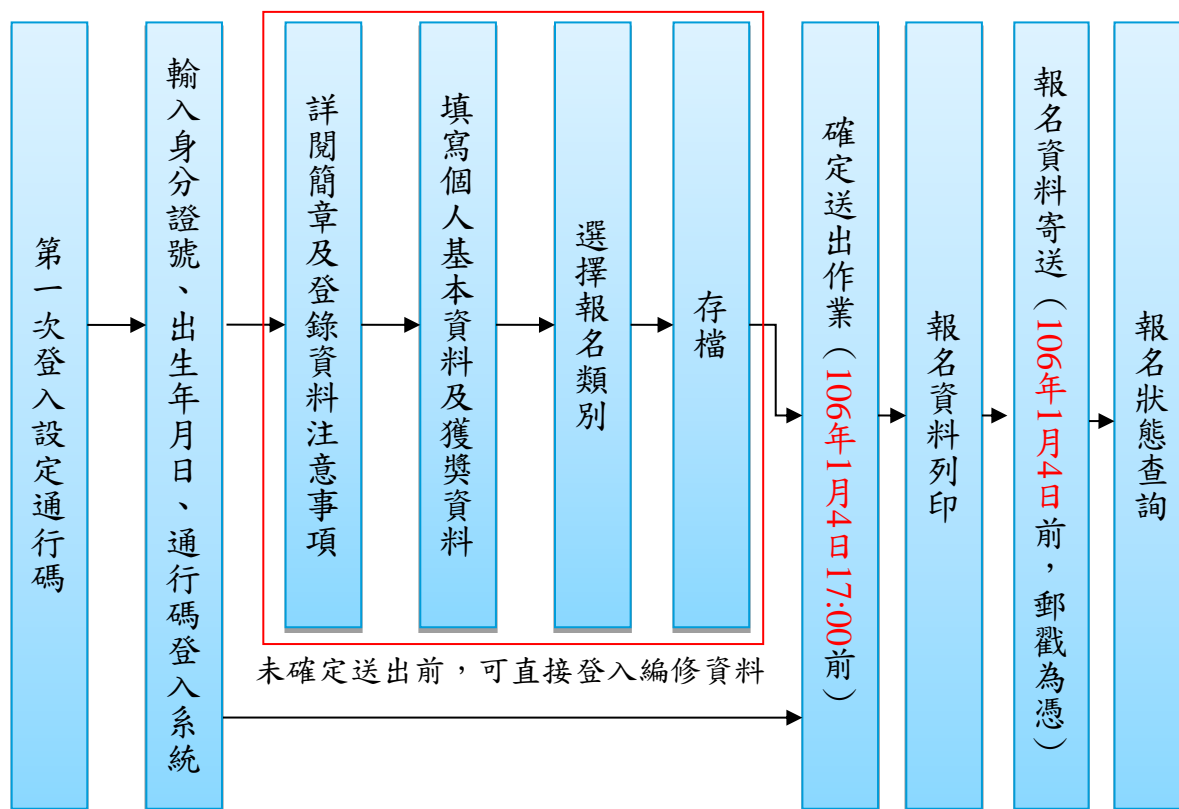 第一次登入設定通行碼
輸入身分證號、出生年月日、通行碼登入系統
詳閱簡章及登錄資料注意事項
填寫個人基本資料及獲獎資料
選擇報名類別
存檔
未確定送出前，可直接登入編修資料
確定送出作業（106年1月4日17:00前）
報名資料列印
報名資料寄送（106年1月4日前，郵戳為憑）
報名狀態查詢